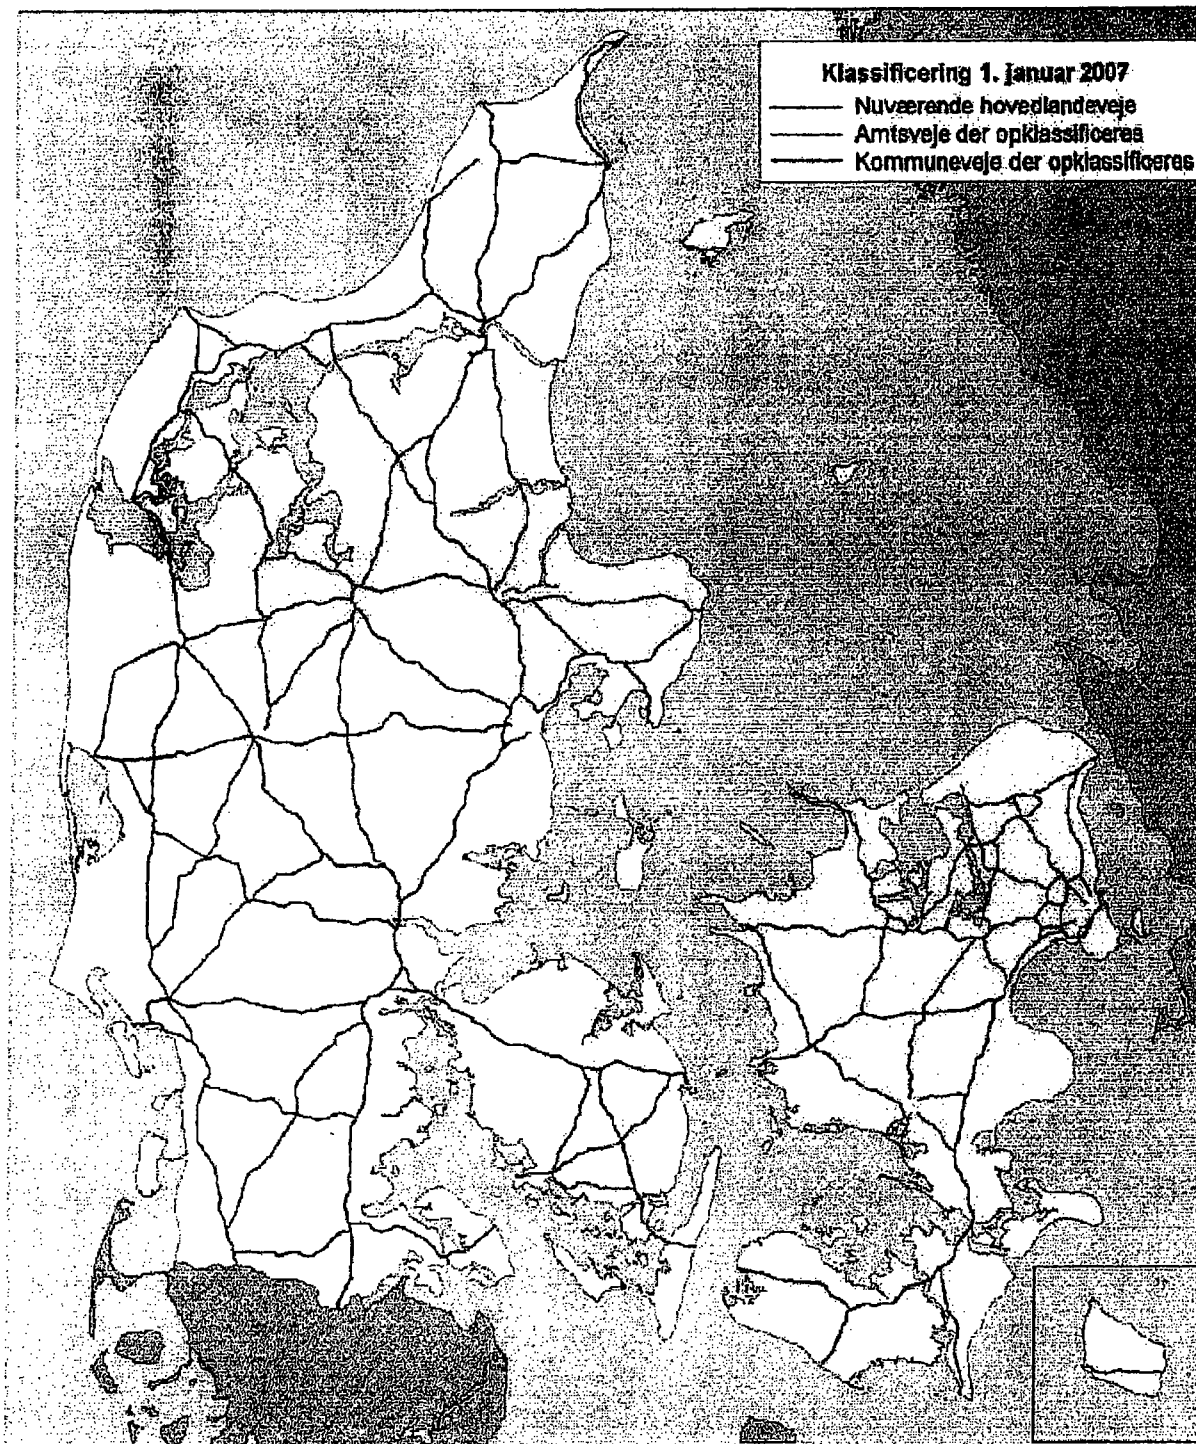 Klassificering 1. januar 2007
Nuværende hovedlandeveje
Amtsveje der opklassificeres
Kommuneveje der opklassificeres